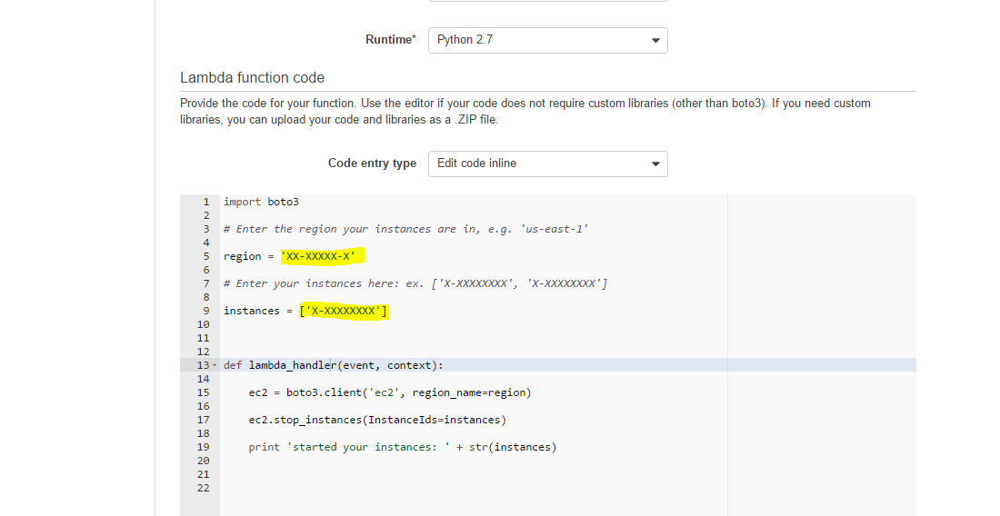 Runtime* Python 2.7
Lambda function code
Provide the code for your function. Use the editor if your code does not require custom libraries (other than boto3). If you need custom
libraries, you can upload your code and libraries as a .ZIP file.
Code entry type Edit code inline
1 import boto3
2
3 # Enter the region your instances are in, e.g. 'us-east-1'
4
5 region = 'XX-XXXXX-X'
6
7 # Enter your instances here: ex. ['X-XXXXXXXX', 'X-XXXXXXXX']
8
9 instances = ['X-XXXXXXXX']
10
11
12
13 def lambda_handler(event, context):
14
15 ec2 = boto3.client('ec2', region_name=region)
16
17 ec2.stop_instances(InstanceIds=instances)
18
19 print 'started your instances: ' + str(instances)
20
21
22